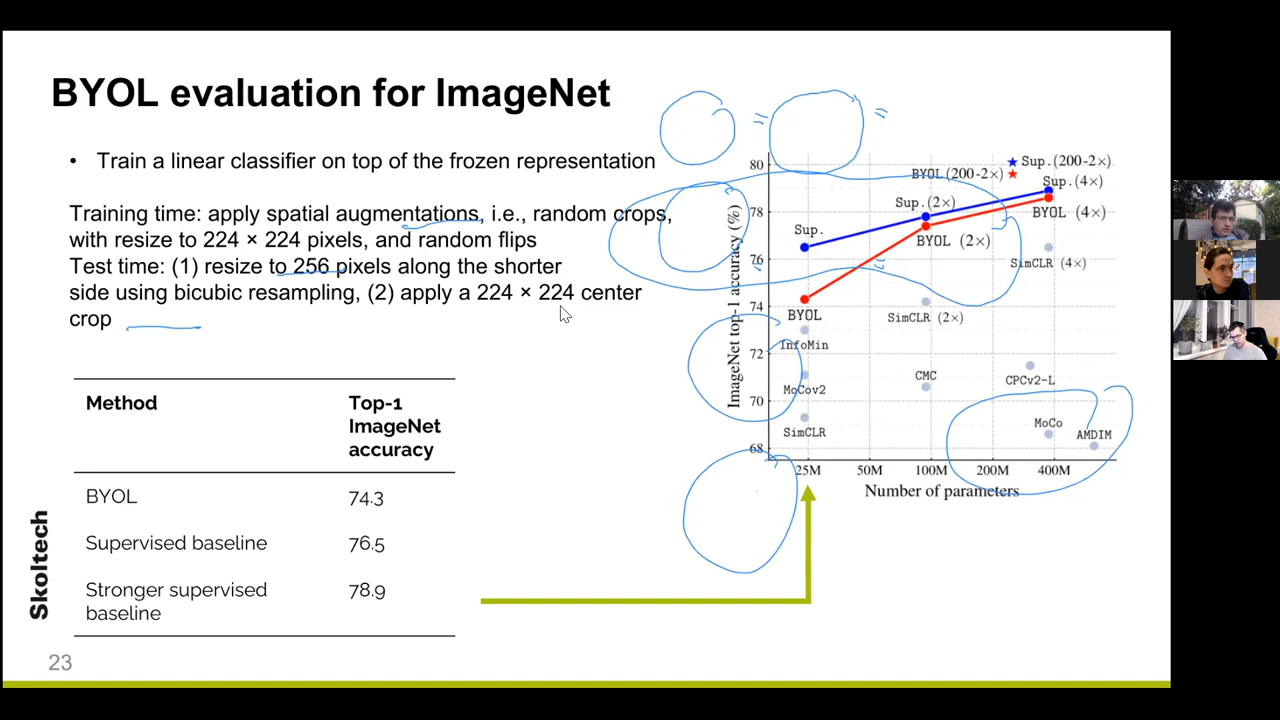 BYOL evaluation for ImageNet
• Train a linear classifier on top of the frozen representation
Training time: apply spatial augmentations, i.e., random crops,
with resize to 224 × 224 pixels, and random flips
Test time: (1) resize to 256 pixels along the shorter
side using bicubic resampling, (2) apply a 224 × 224 center
crop
Method
Top-1
ImageNet
accuracy
BYOL
74.3
Supervised baseline
76.5
Stronger supervised
baseline
78.9
ImageNet top-1 accuracy (%)
80
78
76
74
72
70
68
Sup.(200-2×)
BYOL(200-2×)
Sup.(4×)
Sup.(2×)
BYOL (4×)
Sup.
BYOL (2×)
SimCLR (4×)
BYOL
SimCLR (2×)
InfoMin
CMC
CPCv2-L
MoCov2
MoCo
SimCLR
AMDIM
25M
50M
100M
200M
400M
Number of parameters
Skoltech
23